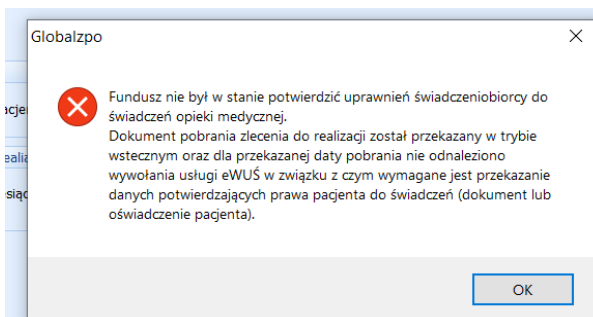 Globalzpo
Fundusz nie był w stanie potwierdzić uprawnień świadczeniobiorcy do
świadczeń opieki medycznej.
Dokument pobrania zlecenia do realizacji został przekazany w trybie
wstecznym oraz dla przekazanej daty pobrania nie odnaleziono
wywołania usługi eWUŚ w związku z czym wymagane jest przekazanie
danych potwierdzających prawa pacjenta do świadczeń (dokument lub
oświadczenie pacjenta).
OK